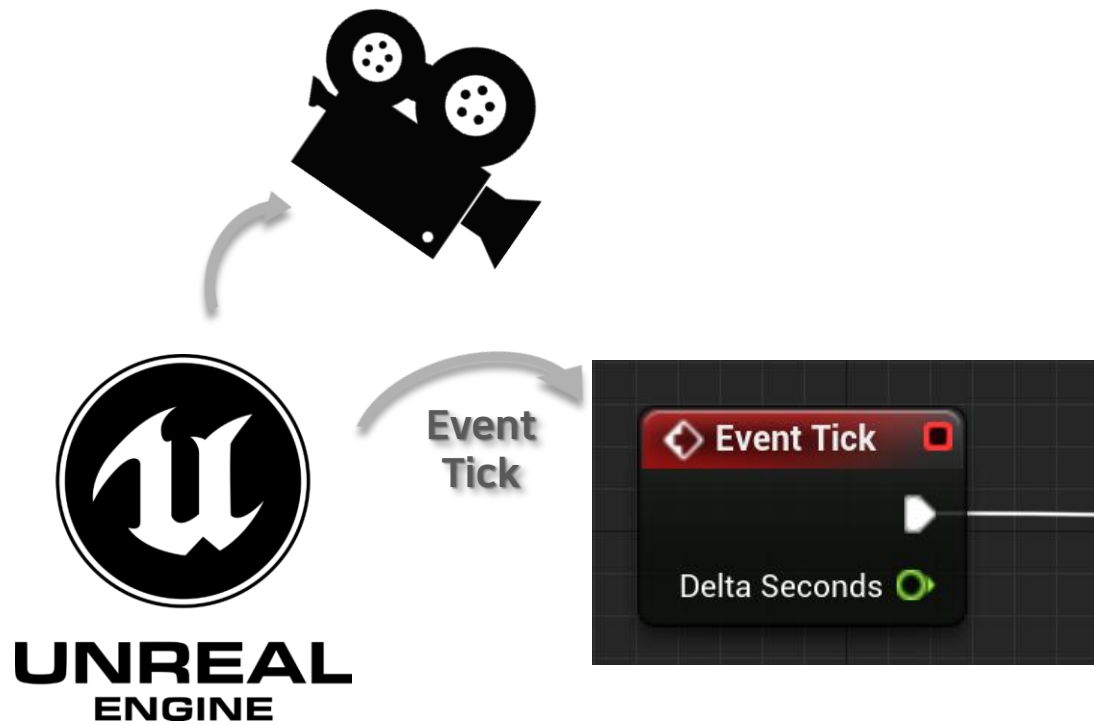 Event
Tick
Event Tick
Delta Seconds
UNREAL
ENGINE